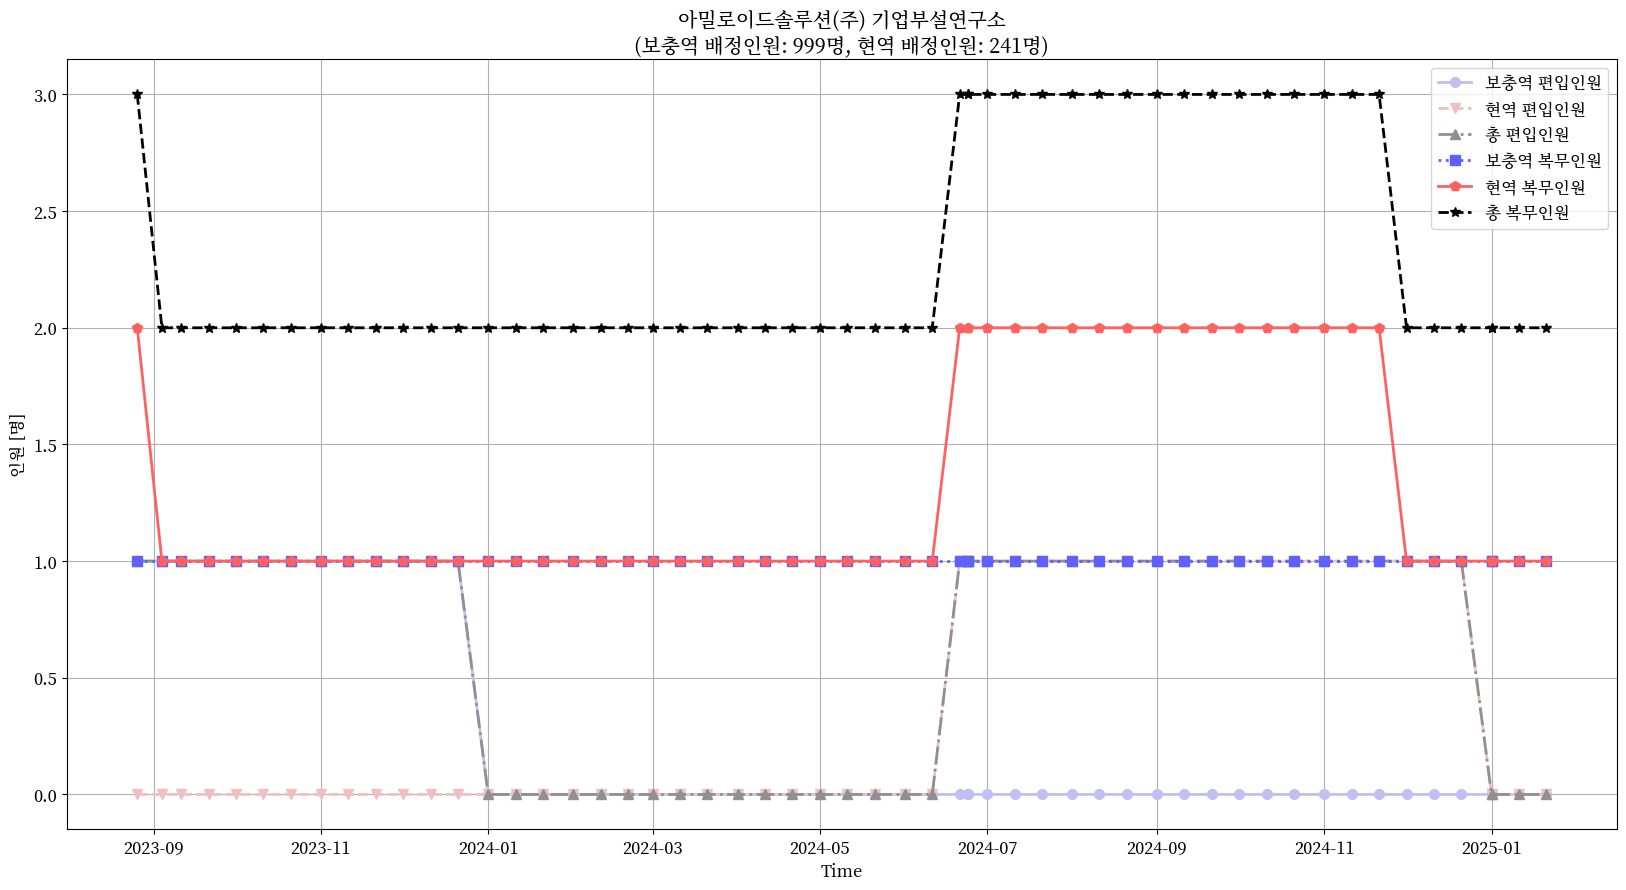 아밀로이드솔루션(주) 기업부설연구소
(보충역 배정인원: 999명, 현역 배정인원: 241명)
보충역 편입인원
현역 편입인원
총 편입인원
보충역 복무인원
현역 복무인원
총 복무인원
3.0
2.5
2.0
1.5
1.0
0.5
0.0
인원 [명]
2023-09
2023-11
2024-01
2024-03
2024-05
2024-07
2024-09
2024-11
2025-01
Time